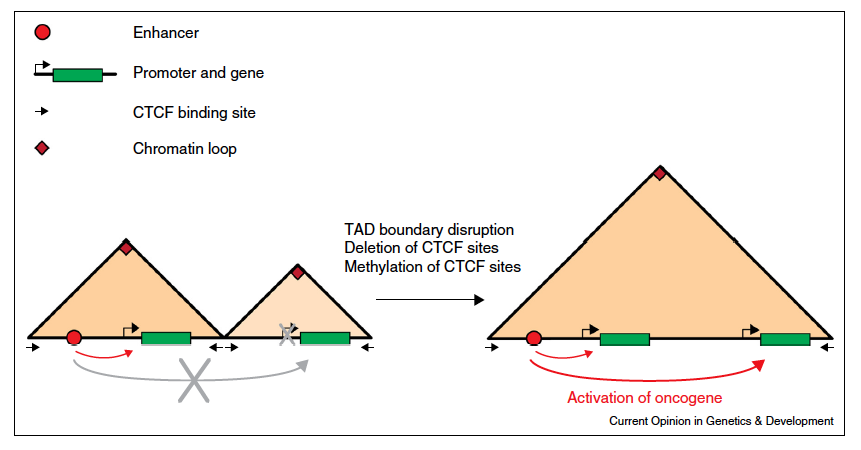 Enhancer
Promoter and gene
CTCF binding site
Chromatin loop
TAD boundary disruption
Deletion of CTCF sites
Methylation of CTCF sites
Activation of oncogene
Current Opinion in Genetics & Development